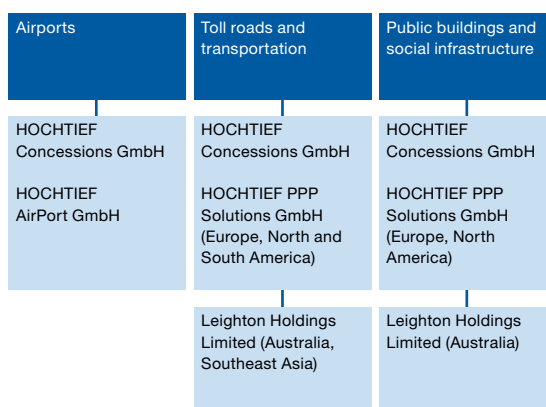 Airports
HOCHTIEF
Concessions GmbH
HOCHTIEF
AirPort GmbH
Toll roads and
transportation
HOCHTIEF
Concessions GmbH
HOCHTIEF PPP
Solutions GmbH
(Europe, North and
South America)
Leighton Holdings
Limited (Australia,
Southeast Asia)
Public buildings and
social infrastructure
HOCHTIEF
Concessions GmbH
HOCHTIEF PPP
Solutions GmbH
(Europe, North
America)
Leighton Holdings
Limited (Australia)